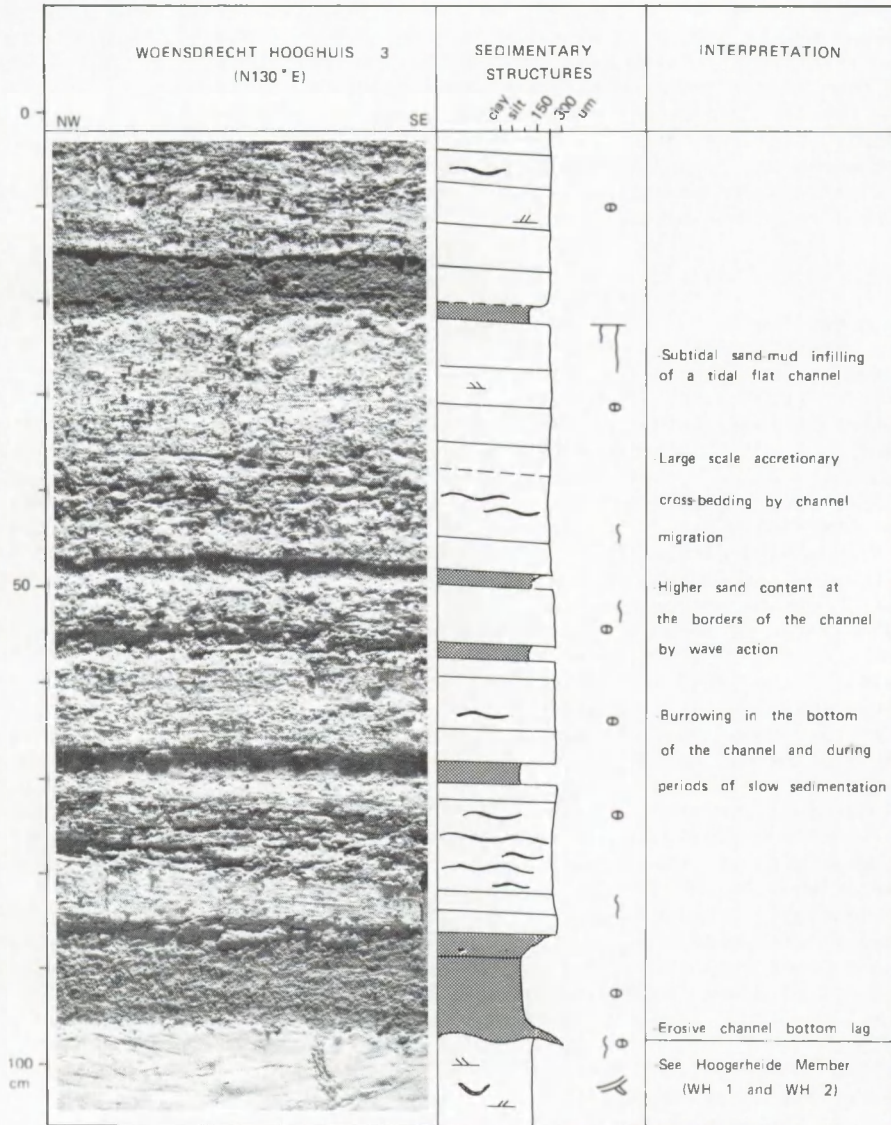 WOENSDRECHT HOOGHUIS 3
(N130°E)
SEDIMENTARY
STRUCTURES
INTERPRETATION
clay
silt
150
300
um
0
NW
SE
Subtidal sand-mud infilling
of a tidal flat channel
Large scale accretionary
cross-bedding by channel
migration
50
Higher sand content at
the borders of the channel
by wave action
Burrowing in the bottom
of the channel and during
periods of slow sedimentation
Erosive channel bottom lag
100
cm
See Hoogerheide Member
(WH 1 and WH 2)